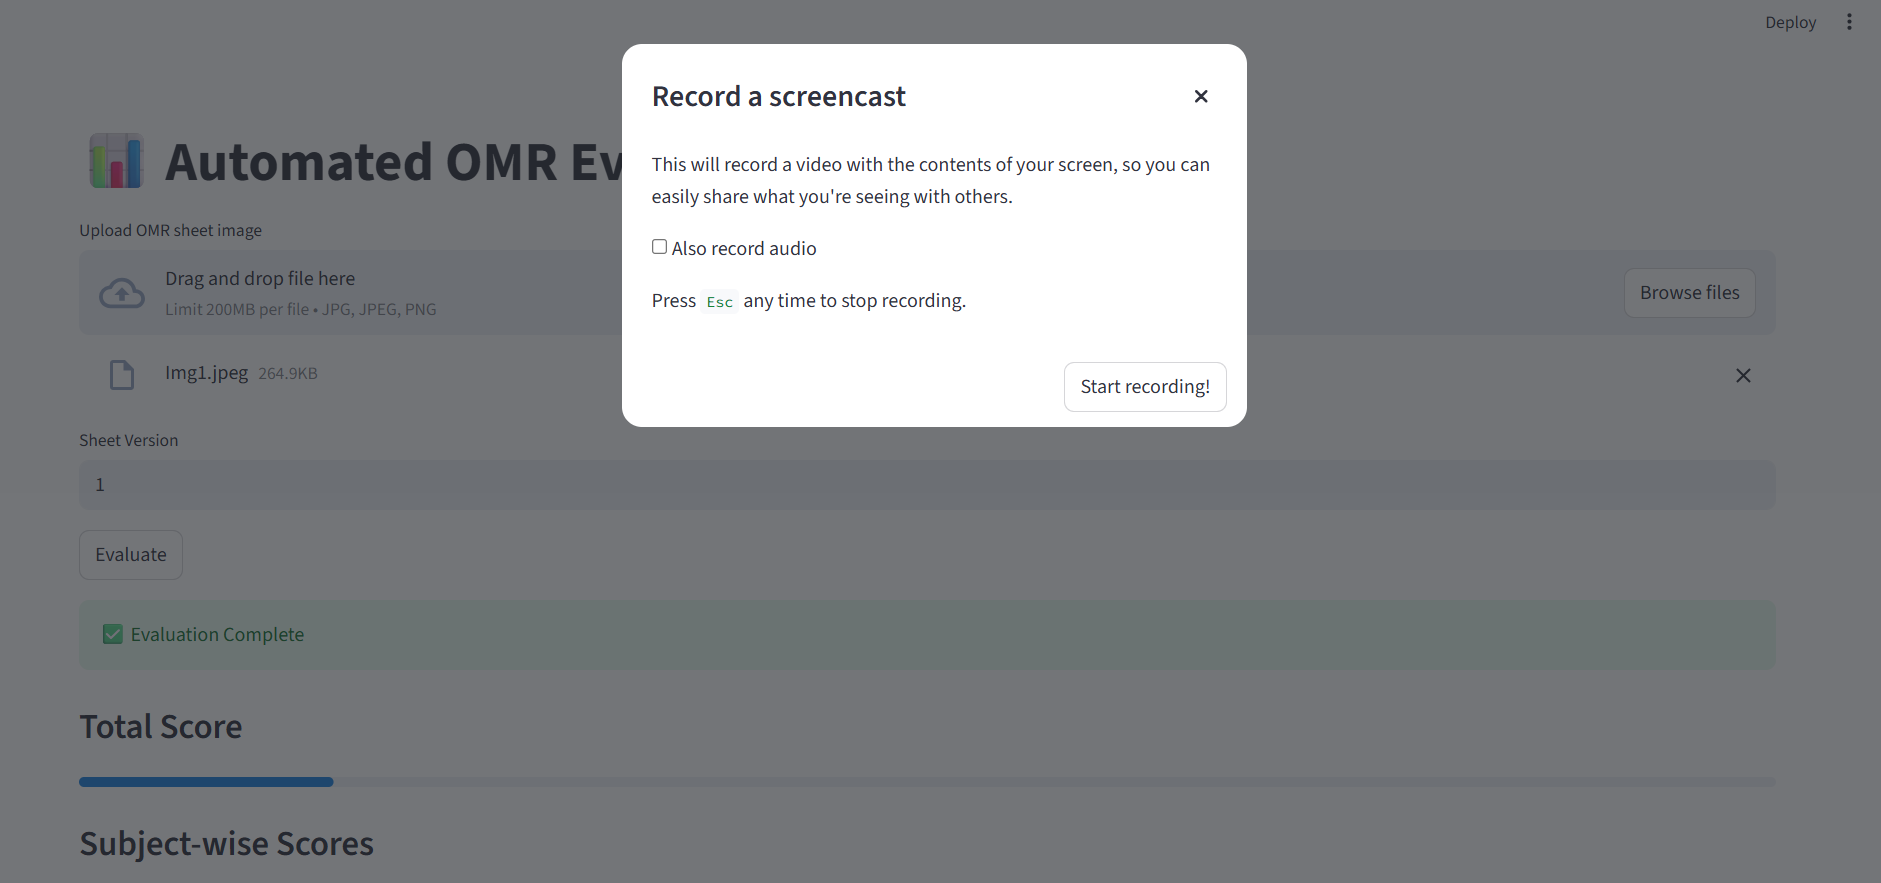 Deploy
Record a screencast
This will record a video with the contents of your screen, so you can
easily share what you're seeing with others.
Also record audio
Press Esc any time to stop recording.
Start recording!
Automated OMR Ev
Upload OMR sheet image
Drag and drop file here
Limit 200MB per file • JPG, JPEG, PNG
Browse files
Img1.jpeg 264.9KB
Sheet Version
1
Evaluate
Evaluation Complete
Total Score
Subject-wise Scores